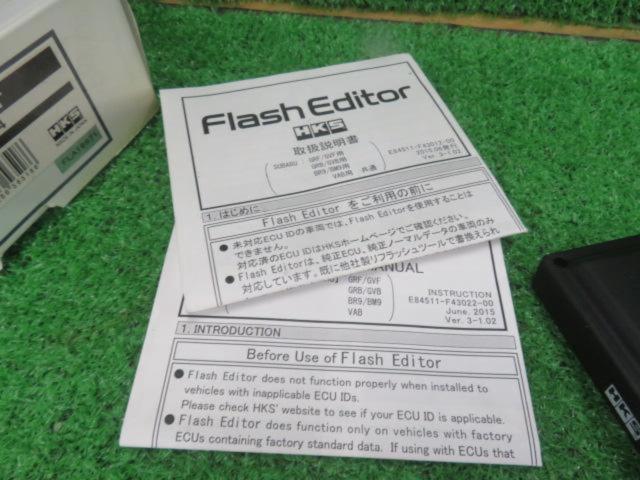 HKS
MADE IN JAPAN
Flash Editor
HKS
取扱説明書
SUBARU : GRF/GVF用
GRB/GVB用
BR9/BM9用
VAB用 共通
E84511-F43012-00
2015.06発行
Ver. 3-1.02
1. はじめに
Flash Editor をご利用の前に
● 未対応ECU IDの車両では、Flash Editorを使用することは
できません。
対応済のECU IDはHKSホームページでご確認ください。
● Flash Editorは、純正ECU、純正ノーマルデータの車両のみ
対応しています。既に他社製リフラッシュツールで書換えられ
MANUAL
GRF/GVF
GRB/GVB
BR9/BM9
VAB
INSTRUCTION
E84511-F43022-00
June. 2015
Ver. 3-1.02
1. INTRODUCTION
Before Use of Flash Editor
● Flash Editor does not function properly when installed to
vehicles with inapplicable ECU IDs.
Please check HKS' website to see if your ECU ID is applicable.
● Flash Editor does function only on vehicles with factory
ECUs containing factory standard data. If using with ECUs that
HKS